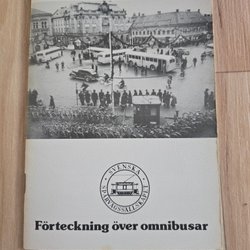 SVENSKA
SPÅRVÄGSSÄLLSKAPET
Förteckning över omnibusar